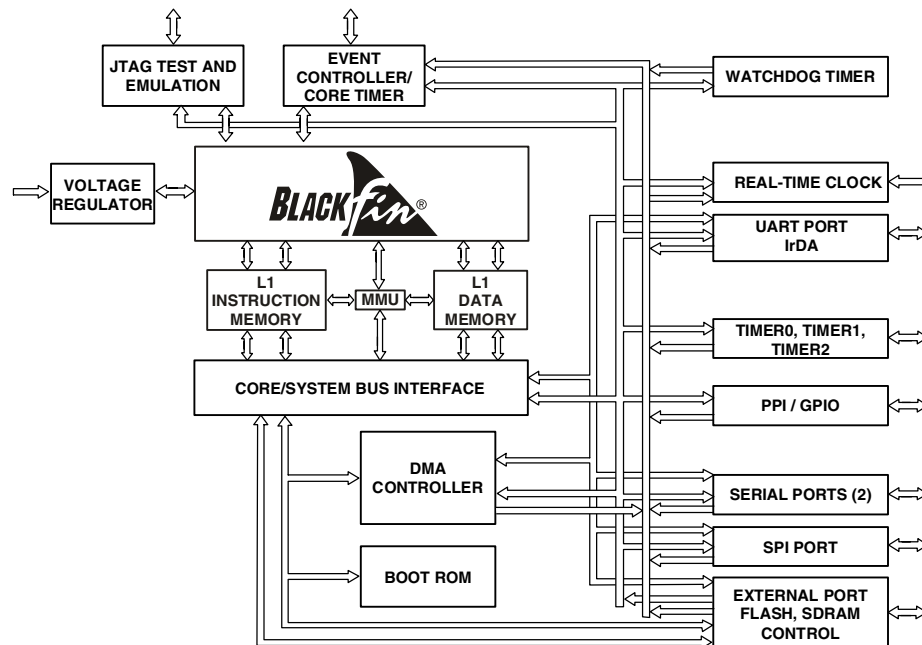 JTAG TEST AND
EMULATION
EVENT
CONTROLLER/
CORE TIMER
WATCHDOG TIMER
VOLTAGE
REGULATOR
BLACKfin®
REAL-TIME CLOCK
UART PORT
IrDA
L1
INSTRUCTION
MEMORY
MMU
L1
DATA
MEMORY
TIMER0, TIMER1,
TIMER2
CORE/SYSTEM BUS INTERFACE
PPI / GPIO
DMA
CONTROLLER
SERIAL PORTS (2)
SPI PORT
BOOT ROM
EXTERNAL PORT
FLASH, SDRAM
CONTROL